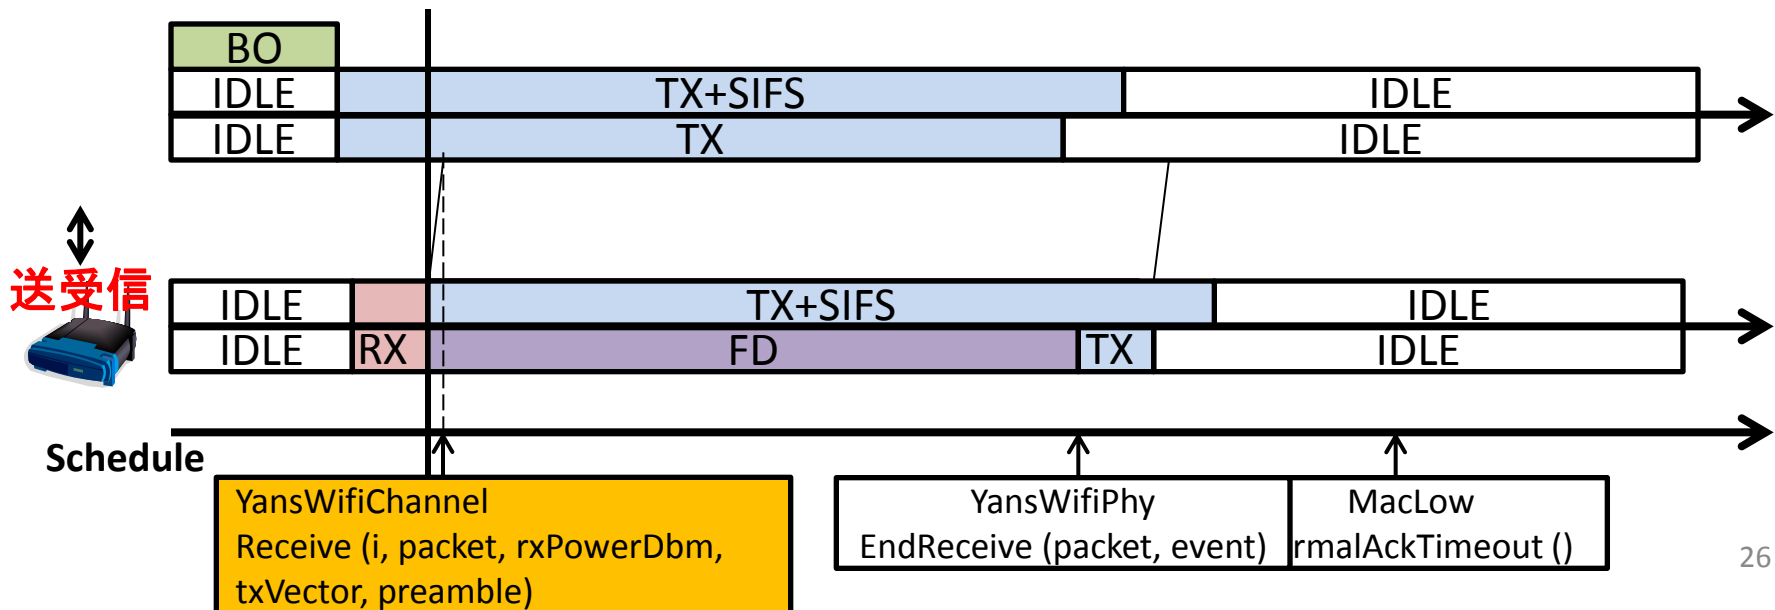 BO
IDLE TX+SIFS IDLE
IDLE TX IDLE
送受信
IDLE TX+SIFS IDLE
IDLE RX FD TX IDLE
Schedule
YansWifiChannel
Receive (i, packet, rxPowerDbm,
txVector, preamble)
YansWifiPhy
EndReceive (packet, event)
MacLow
rmalAckTimeout ()
26